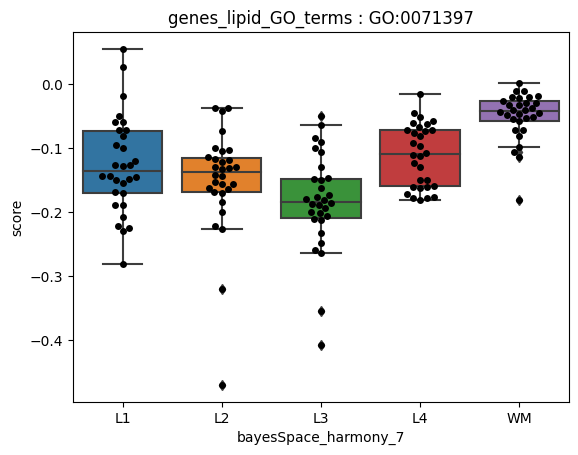 genes_lipid_GO_terms : GO:0071397
0.0
−0.1
−0.2
−0.3
−0.4
score
L1 L2 L3 L4 WM
bayesSpace_harmony_7